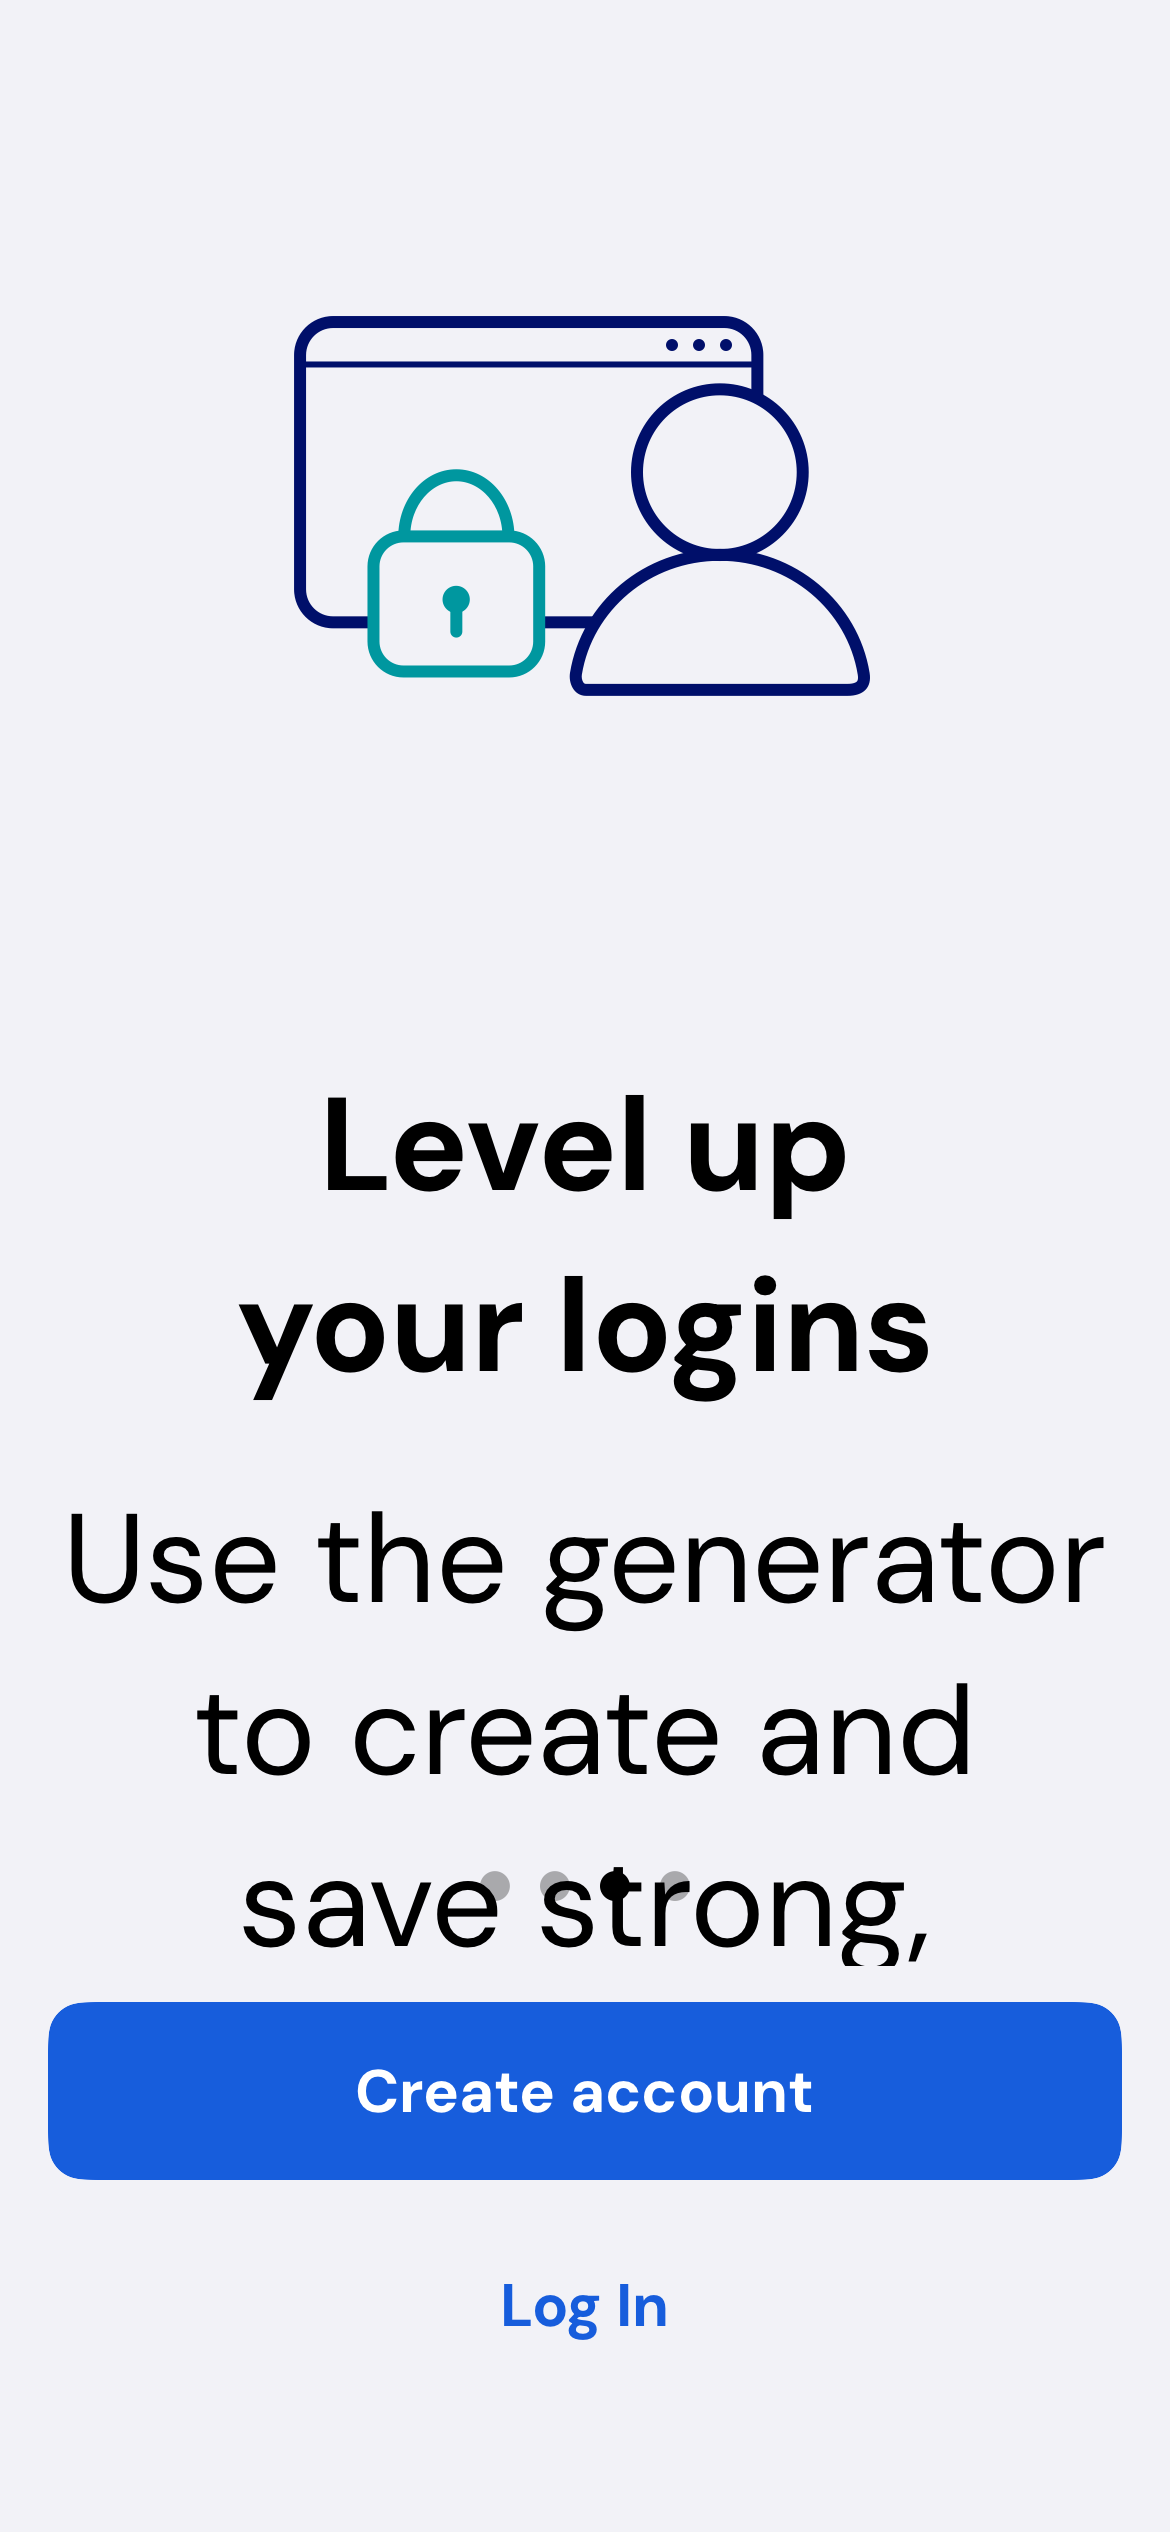 Level up
your logins
Use the generator
to create and
save strong,
Create account
Log In